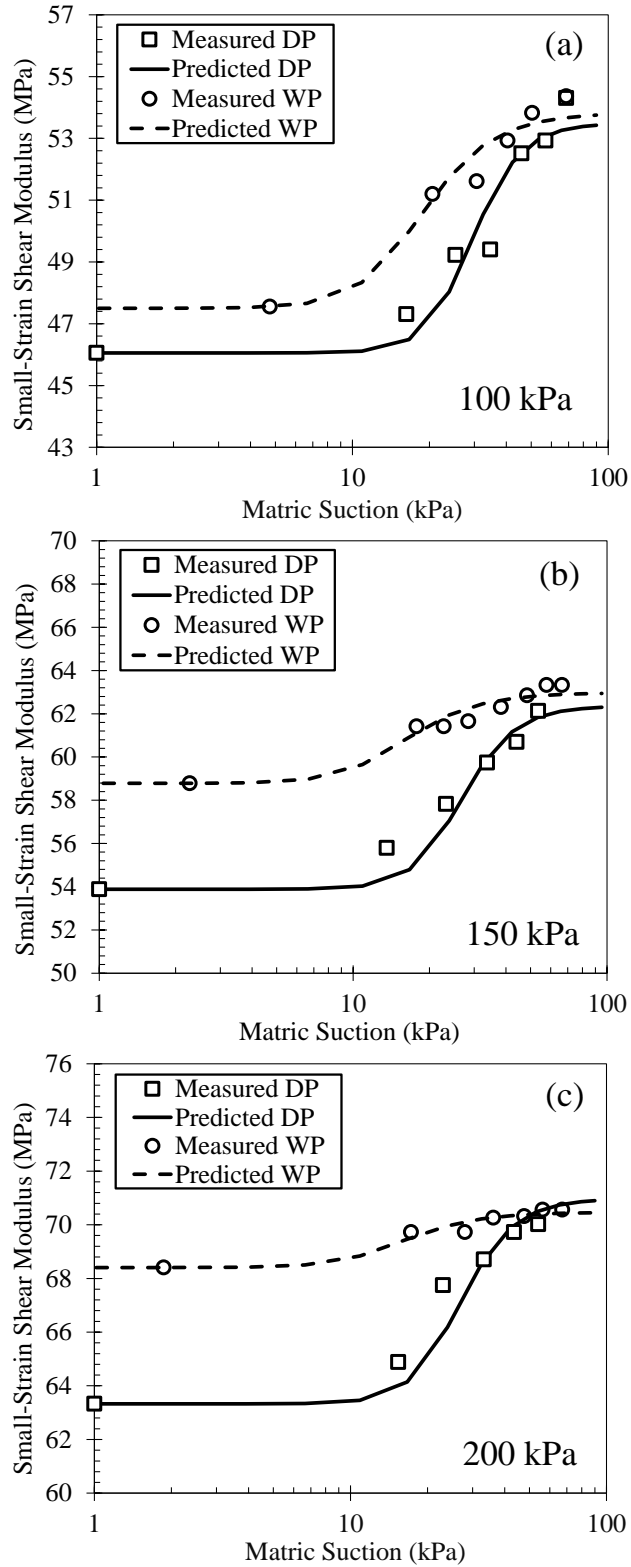 57
55
53
51
49
47
45
43
Small-Strain Shear Modulus (MPa)
Measured DP
Predicted DP
Measured WP
Predicted WP
(a)
100 kPa
1
10
100
Matric Suction (kPa)
70
68
66
64
62
60
58
56
54
52
50
Small-Strain Shear Modulus (MPa)
Measured DP
Predicted DP
Measured WP
Predicted WP
(b)
150 kPa
1
10
100
Matric Suction (kPa)
76
74
72
70
68
66
64
62
60
Small-Strain Shear Modulus (MPa)
Measured DP
Predicted DP
Measured WP
Predicted WP
(c)
200 kPa
1
10
100
Matric Suction (kPa)